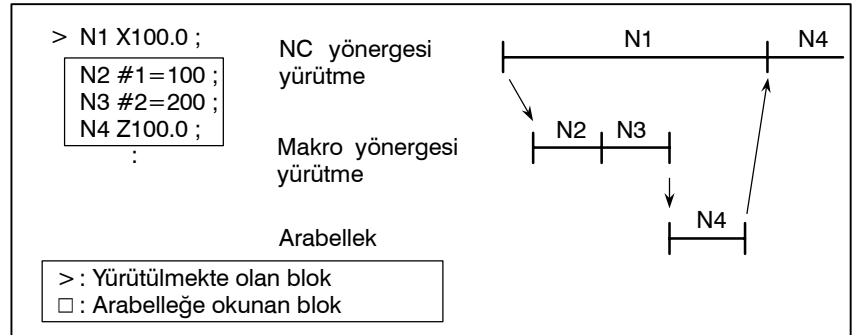 > N1 X100.0 ;
N2 #1=100 ;
N3 #2=200 ;
N4 Z100.0 ;
:
NC yönergesi
yürütme
N1
N4
Makro yönergesi
yürütme
N2
N3
Arabellek
N4
> : Yürütülmekte olan blok
□ : Arabelleğe okunan blok